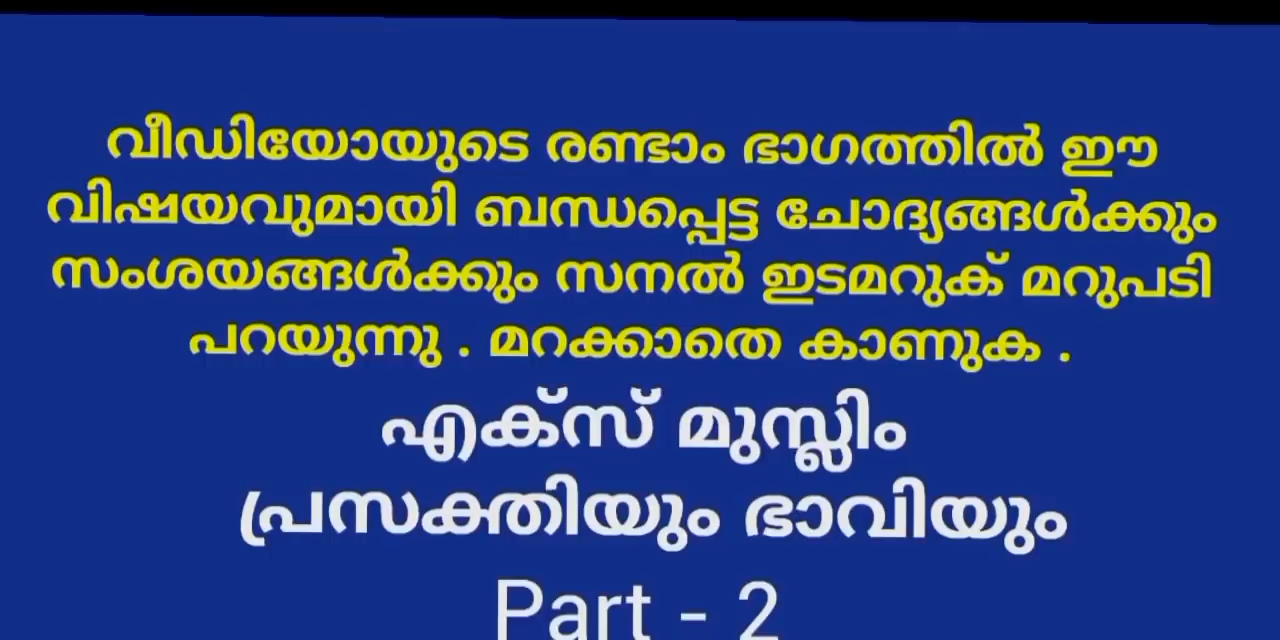 വീഡിയോയുടെ രണ്ടാം ഭാഗത്തിൽ ഈ
വിഷയവുമായി ബന്ധപ്പെട്ട ചോദ്യങ്ങൾക്കും
സംശയങ്ങൾക്കും സനൽ ഇടമറുക് മറുപടി
പറയുന്നു . മറക്കാതെ കാണുക .
എക്സ് മുസ്ലിം
പ്രസക്തിയും ഭാവിയും
Part - 2